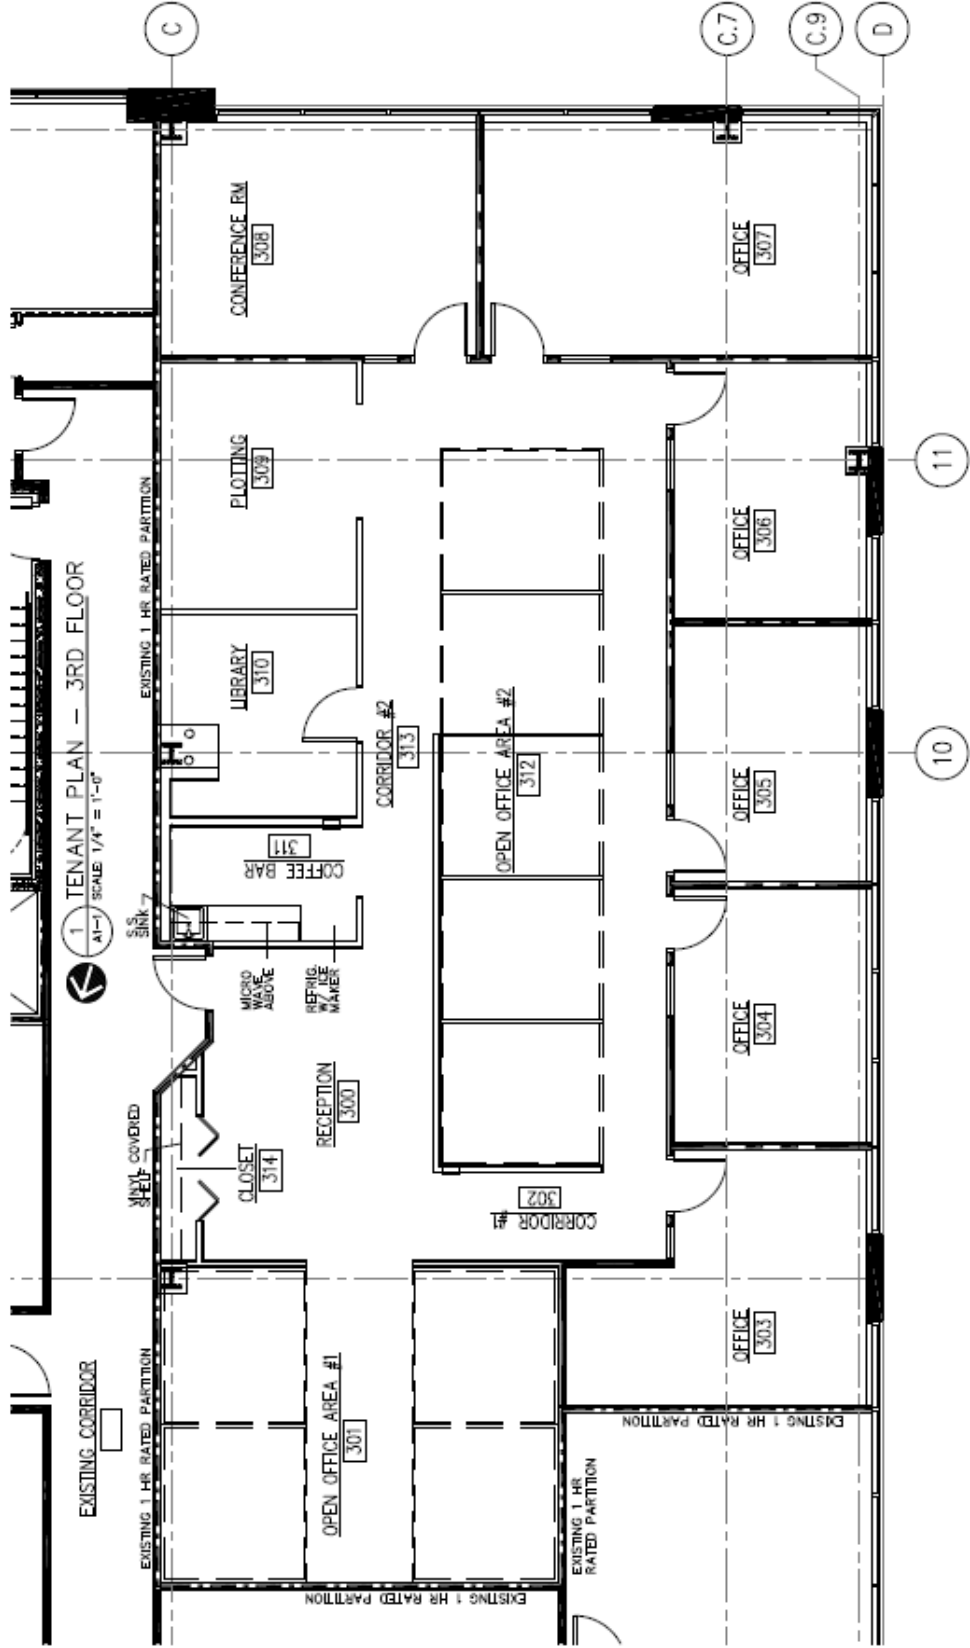 C
C.7
C.9
D
CONFERENCE RM
308
OFFICE
307
PLOTING
309
EXISTING 1 HR RATED PARTITION
OFFICE
306
11
1
A1-1
TENANT PLAN - 3RD FLOOR
SCALE: 1/4" = 1'-0"
LIBRARY
310
CORRIDOR #2
313
OPEN OFFICE AREA #2
312
OFFICE
305
10
COFFEE BAR
311
S.S.
SINK
MICRO
WAVE
ABOVE
REFRIG.
W/ ICE
MAKER
OFFICE
304
RECEPTION
300
VINYL COVERED
SHELF
CLOSET
314
CORRIDOR
#1
302
OFFICE
303
EXISTING CORRIDOR
EXISTING 1 HR RATED PARTITION
OPEN OFFICE AREA #1
301
EXISTING 1 HR RATED PARTITION
EXISTING 1 HR
RATED PARTITION
EXISTING 1 HR RATED PARTITION